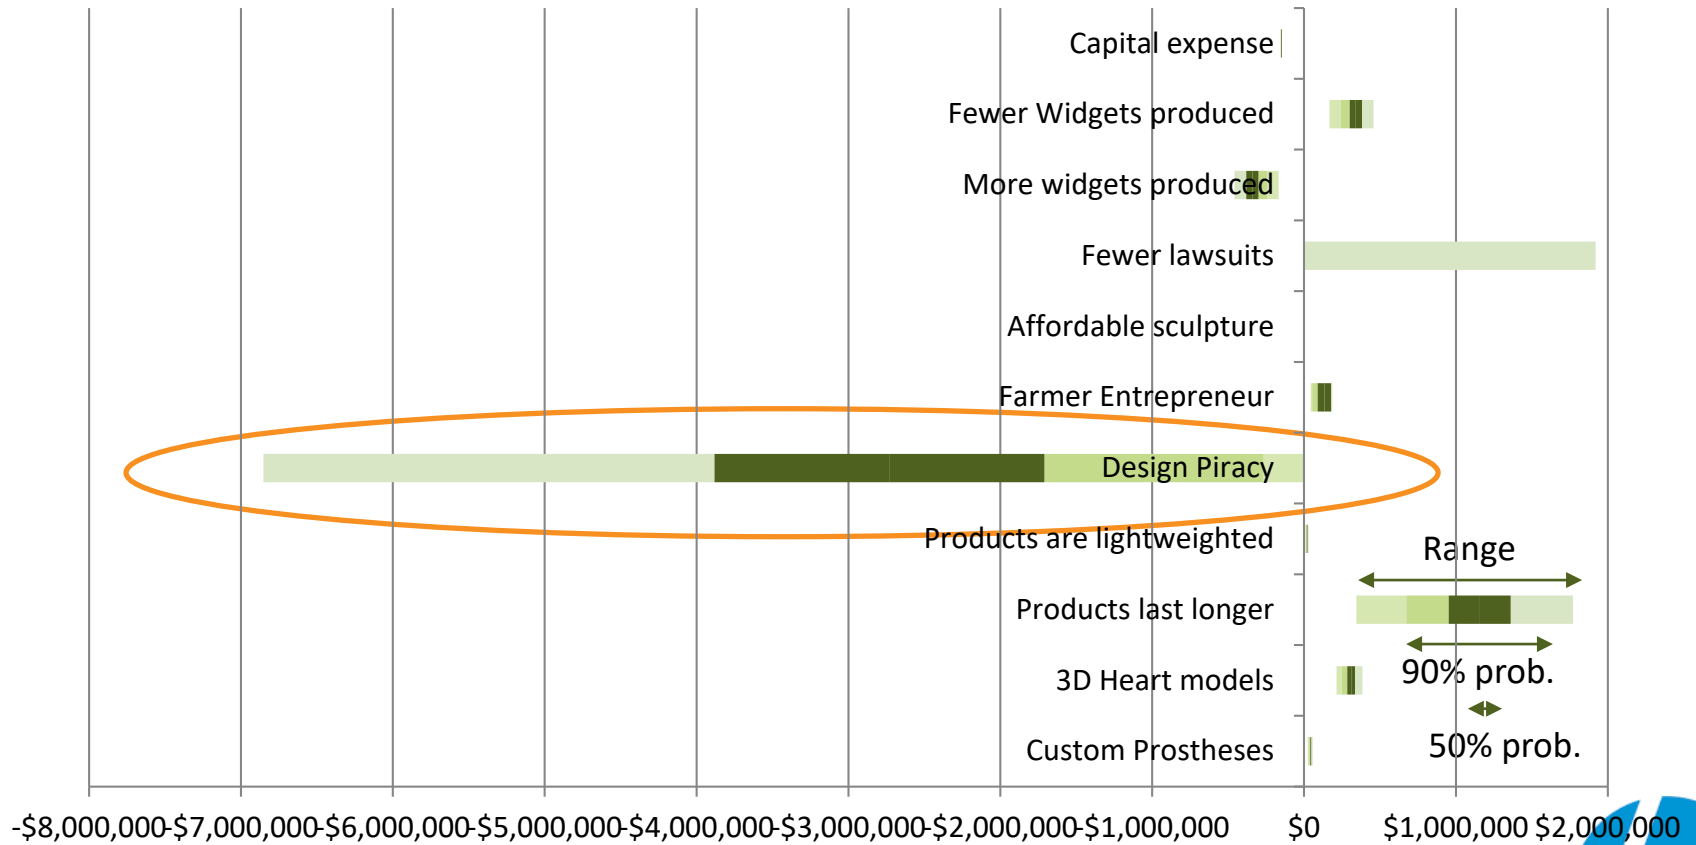 Capital expense
Fewer Widgets produced
More widgets produced
Fewer lawsuits
Affordable sculpture
Farmer Entrepreneur
Design Piracy
Products are lightweighted
Range
Products last longer
90% prob.
3D Heart models
50% prob.
Custom Prostheses
-$8,000,000 -$7,000,000 -$6,000,000 -$5,000,000 -$4,000,000 -$3,000,000 -$2,000,000 -$1,000,000 $0 $1,000,000 $2,000,000